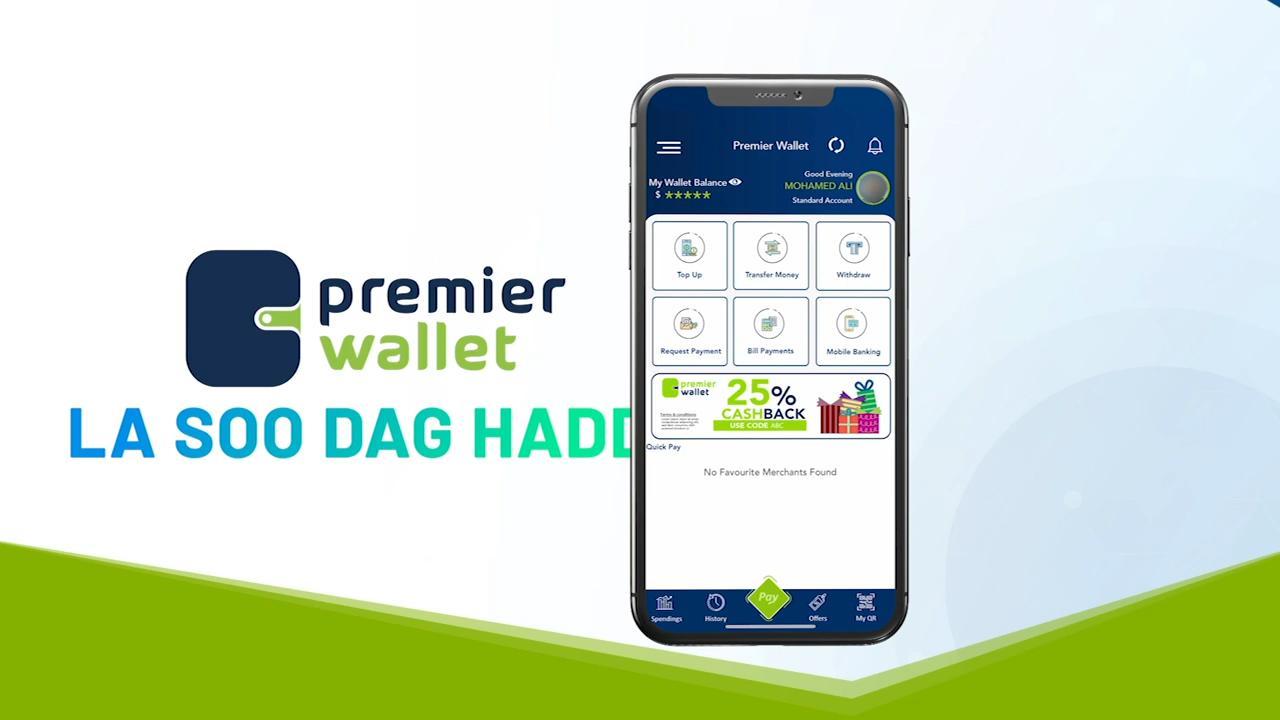 premier
wallet
LA SOO DAG HADD
Premier Wallet
My Wallet Balance
$ *****
Good Evening
MOHAMED ALI
Standard Account
Top Up
Transfer Money
Withdraw
Request Payment
Bill Payments
Mobile Banking
premier
wallet
Terms & conditions
25%
CASHBACK
USE CODE ABC
Quick Pay
No Favourite Merchants Found
Spendings
History
Pay
Offers
My QR